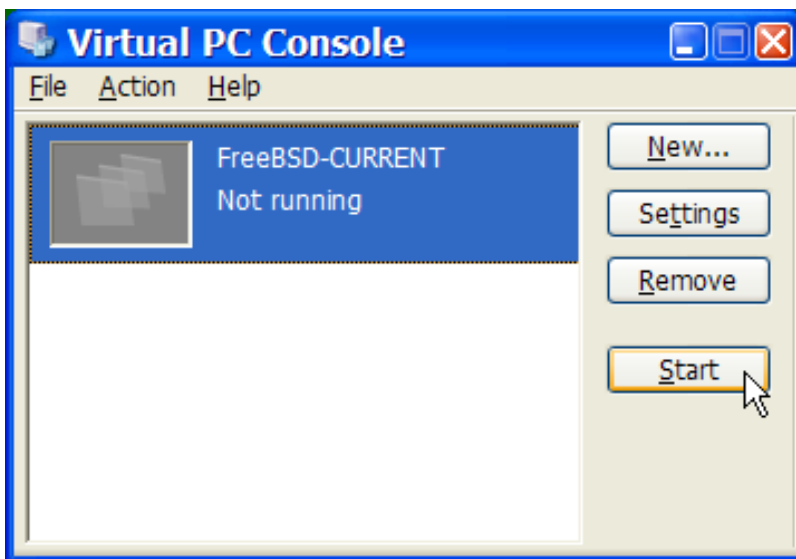 Virtual PC Console
File Action Help
FreeBSD-CURRENT
Not running
New...
Settings
Remove
Start